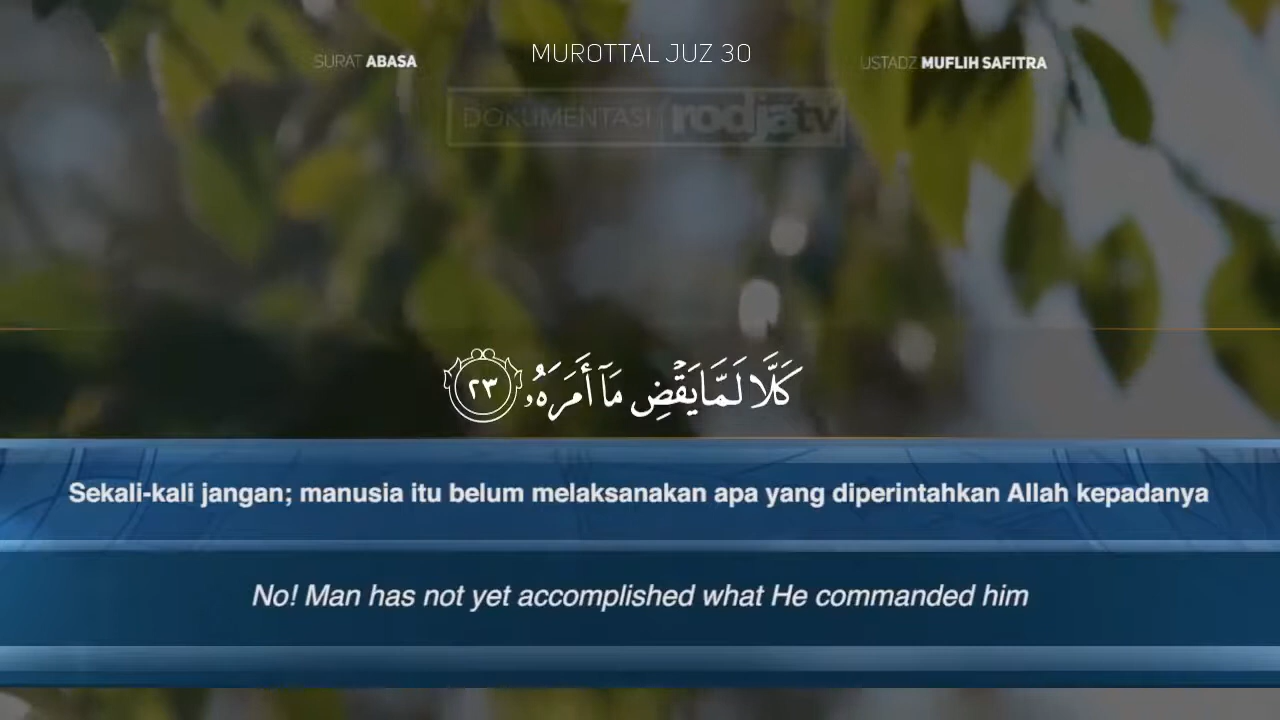 SURAT ABASA MUROTTAL JUZ 30 USTADZ MUFLIH SAFITRA
DOKUMENTASI rodjatv
كَلَّا لَمَّا يَقْضِ مَآ أَمَرَهُۥ ٢٣
Sekali-kali jangan; manusia itu belum melaksanakan apa yang diperintahkan Allah kepadanya
No! Man has not yet accomplished what He commanded him